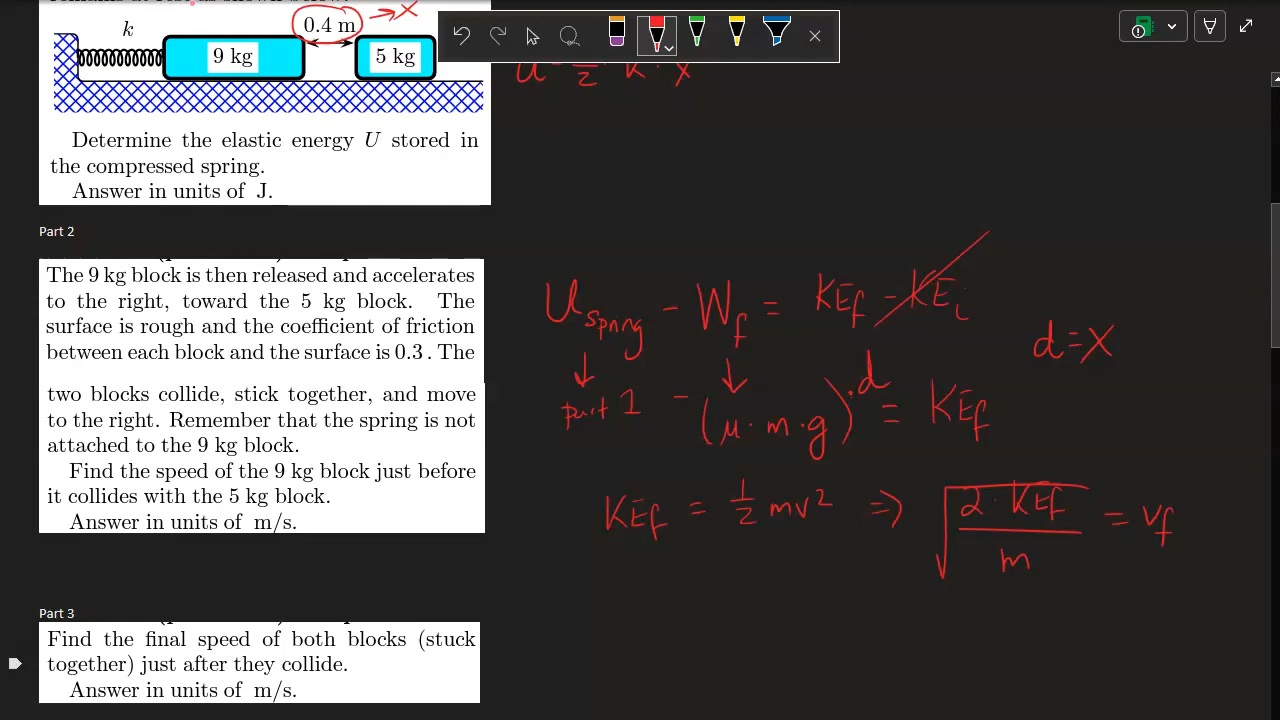 k
0.4 m → x
9 kg
5 kg
U = 1/2 · k · x
Determine the elastic energy U stored in
the compressed spring.
Answer in units of J.
Part 2
The 9 kg block is then released and accelerates
to the right, toward the 5 kg block. The
surface is rough and the coefficient of friction
between each block and the surface is 0.3 . The
two blocks collide, stick together, and move
to the right. Remember that the spring is not
attached to the 9 kg block.
Find the speed of the 9 kg block just before
it collides with the 5 kg block.
Answer in units of m/s.
U spring - Wf = KEf - KEi
d = x
↓ ↓
part 1 - (μ · m · g) · d = KEf
KEf = 1/2 mv² ⇒ √(2 · KEf / m) = vf
Part 3
Find the final speed of both blocks (stuck
together) just after they collide.
Answer in units of m/s.